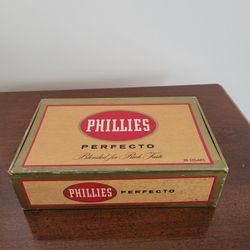 PHILLIES
PERFECTO
Blended for Rich Taste
50 CIGARS
PHILLIES PERFECTO